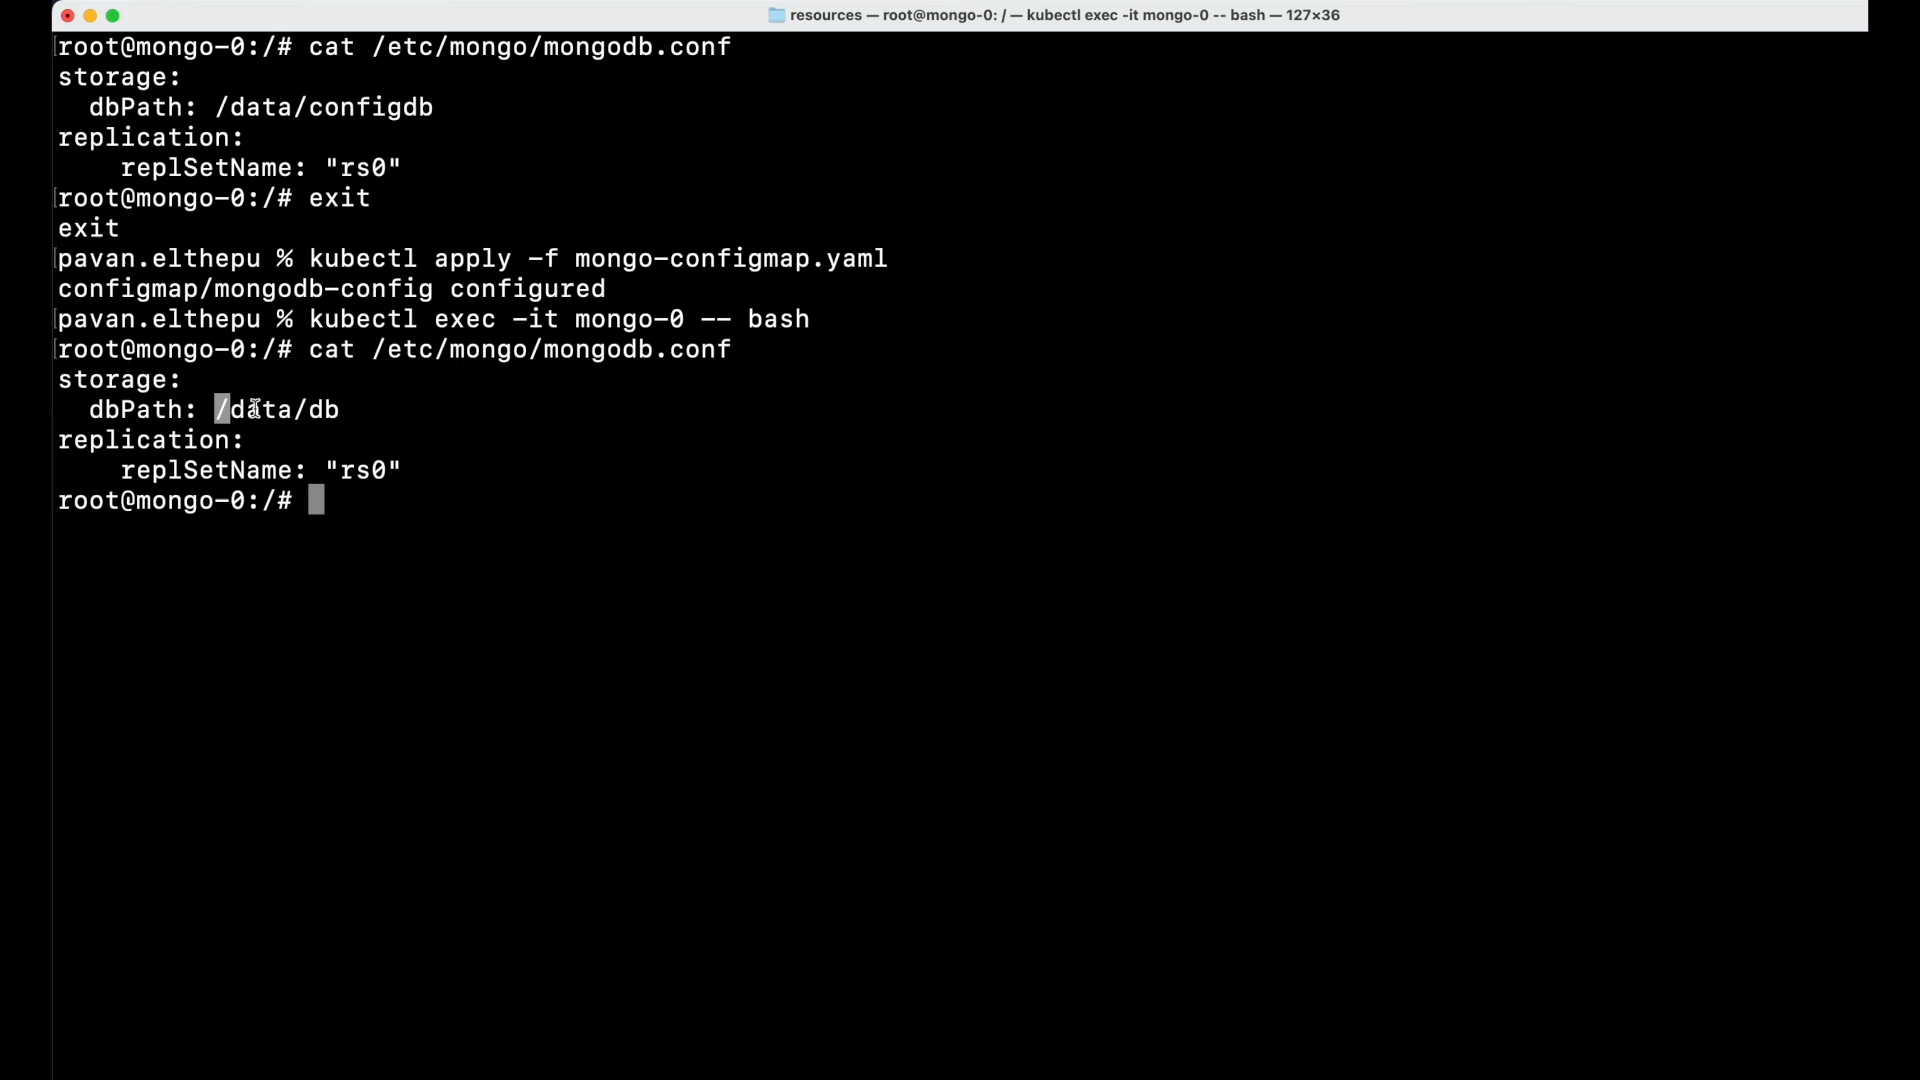 resources — root@mongo-0: / — kubectl exec -it mongo-0 -- bash — 127×36
[root@mongo-0:/# cat /etc/mongo/mongodb.conf
storage:
  dbPath: /data/configdb
replication:
    replSetName: "rs0"
[root@mongo-0:/# exit
exit
[pavan.elthepu % kubectl apply -f mongo-configmap.yaml
configmap/mongodb-config configured
[pavan.elthepu % kubectl exec -it mongo-0 -- bash
[root@mongo-0:/# cat /etc/mongo/mongodb.conf
storage:
  dbPath: /data/db
replication:
    replSetName: "rs0"
root@mongo-0:/#